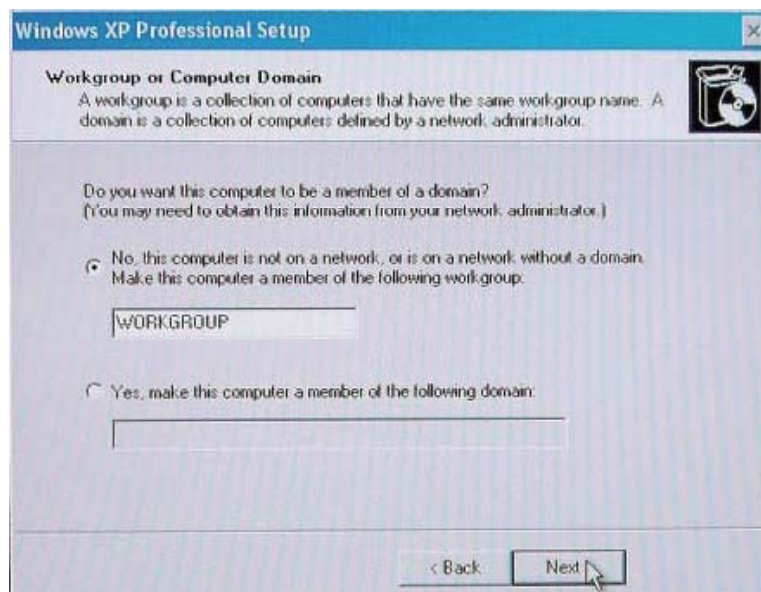 Windows XP Professional Setup
Workgroup or Computer Domain
A workgroup is a collection of computers that have the same workgroup name. A
domain is a collection of computers defined by a network administrator.
Do you want this computer to be a member of a domain?
(You may need to obtain this information from your network administrator.)
No, this computer is not on a network, or is on a network without a domain.
Make this computer a member of the following workgroup:
WORKGROUP
Yes, make this computer a member of the following domain:
< Back
Next